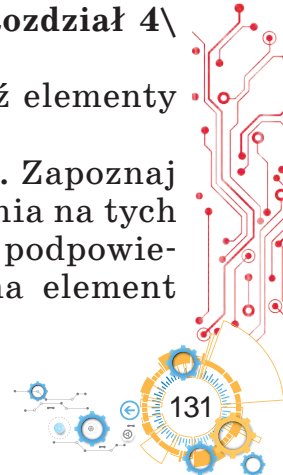 ozdział 4\
ź elementy
. Zapoznaj
nia na tych
podpowie-
na element
131